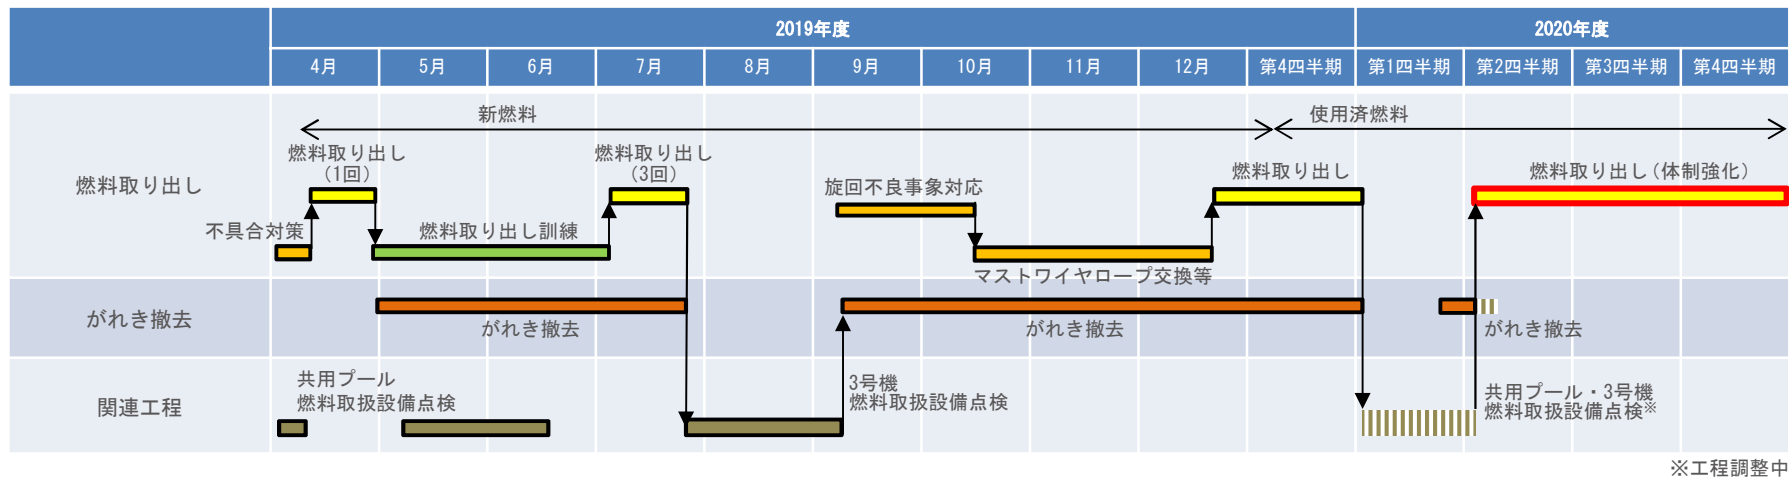 2019年度 2020年度
4月 5月 6月 7月 8月 9月 10月 11月 12月 第4四半期 第1四半期 第2四半期 第3四半期 第4四半期
新燃料 使用済燃料
燃料取り出し
燃料取り出し
(1回)
燃料取り出し
(3回)
旋回不良事象対応
燃料取り出し
燃料取り出し(体制強化)
不具合対策
燃料取り出し訓練
マストワイヤロープ交換等
がれき撤去
がれき撤去
がれき撤去
がれき撤去
関連工程
共用プール
燃料取扱設備点検
3号機
燃料取扱設備点検
共用プール・3号機
燃料取扱設備点検※
※工程調整中